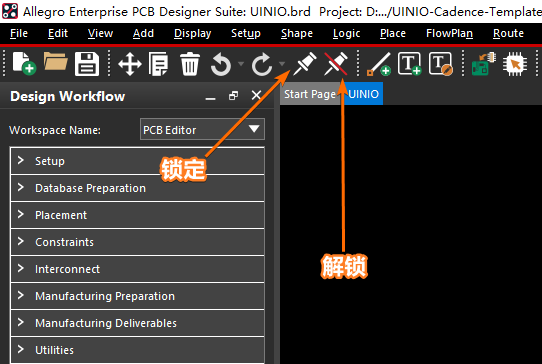 Allegro Enterprise PCB Designer Suite: UINIO.brd Project: D:.../UINIO-Cadence-Template
File Edit View Add Display Setup Shape Logic Place FlowPlan Route
Design Workflow
Start Page UINIO
Workspace Name: PCB Editor
锁定
Setup
Database Preparation
Placement
Constraints
解锁
Interconnect
Manufacturing Preparation
Manufacturing Deliverables
Utilities